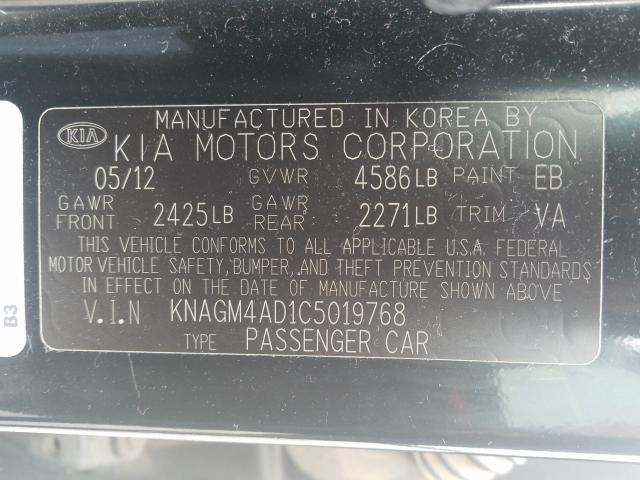 MANUFACTURED IN KOREA BY
KIA KIA MOTORS CORPORATION
05/12 GVWR 4586LB PAINT EB
GAWR FRONT 2425LB GAWR REAR 2271LB TRIM VA
THIS VEHICLE CONFORMS TO ALL APPLICABLE U.S.A. FEDERAL
MOTOR VEHICLE SAFETY, BUMPER, AND THEFT PREVENTION STANDARDS
IN EFFECT ON THE DATE OF MANUFACTURE SHOWN ABOVE.
V.I.N KNAGM4AD1C5019768
TYPE PASSENGER CAR
B3